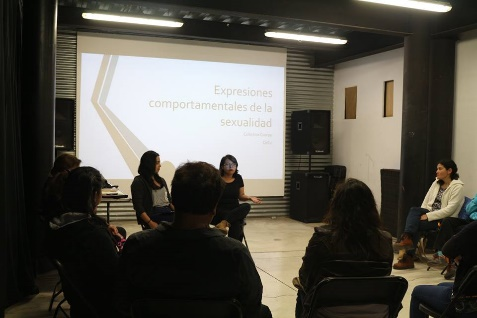 Expresiones
comportamentales de la
sexualidad